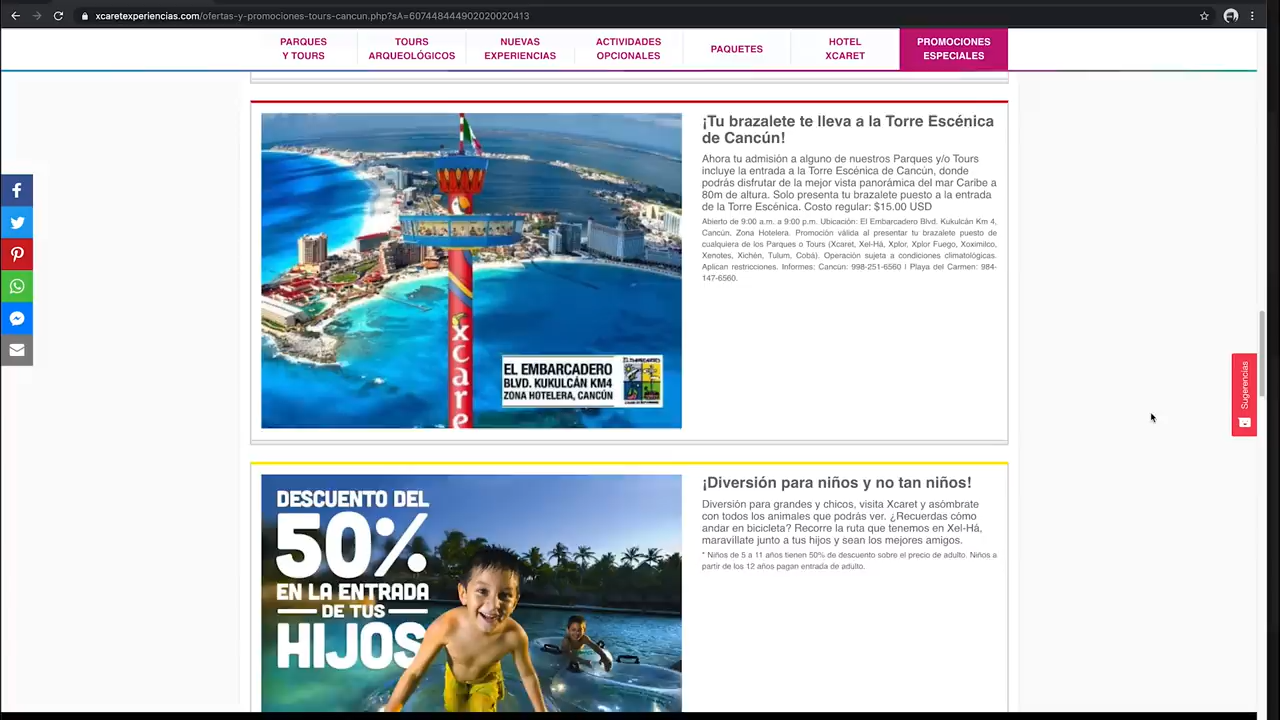 xcaretexperiencias.com/ofertas-y-promociones-tours-cancun.php?sA=607448444902020020413
PARQUES
Y TOURS
TOURS
ARQUEOLÓGICOS
NUEVAS
EXPERIENCIAS
ACTIVIDADES
OPCIONALES
PAQUETES
HOTEL
XCARET
PROMOCIONES
ESPECIALES
xcare
EL EMBARCADERO
BLVD. KUKULCÁN KM4
ZONA HOTELERA, CANCÚN
¡Tu brazalete te lleva a la Torre Escénica
de Cancún!
Ahora tu admisión a alguno de nuestros Parques y/o Tours
incluye la entrada a la Torre Escénica de Cancún, donde
podrás disfrutar de la mejor vista panorámica del mar Caribe a
80m de altura. Solo presenta tu brazalete puesto a la entrada
de la Torre Escénica. Costo regular: $15.00 USD
Abierto de 9:00 a.m. a 9:00 p.m. Ubicación: El Embarcadero Blvd. Kukulcán Km 4,
Cancún, Zona Hotelera. Promoción válida al presentar tu brazalete puesto de
cualquiera de los Parques o Tours (Xcaret, Xel-Há, Xplor, Xplor Fuego, Xoximilco,
Xenotes, Xichén, Tulum, Cobá). Operación sujeta a condiciones climatológicas.
Aplican restricciones. Informes: Cancún: 998-251-6560 | Playa del Carmen: 984-
147-6560.
Sugerencias
DESCUENTO DEL
50%
EN LA ENTRADA
DE TUS
HIJOS
¡Diversión para niños y no tan niños!
Diversión para grandes y chicos, visita Xcaret y asómbrate
con todos los animales que podrás ver. ¿Recuerdas cómo
andar en bicicleta? Recorre la ruta que tenemos en Xel-Há,
maravíllate junto a tus hijos y sean los mejores amigos.
* Niños de 5 a 11 años tienen 50% de descuento sobre el precio de adulto. Niños a
partir de los 12 años pagan entrada de adulto.